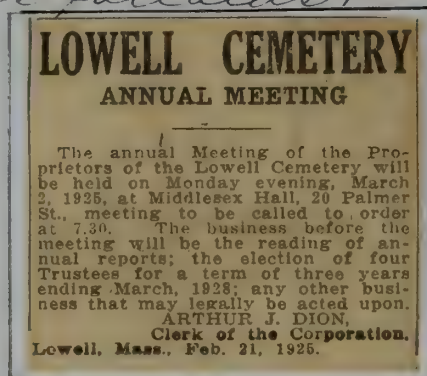 LOWELL CEMETERY
ANNUAL MEETING
The annual Meeting of the Pro-
prietors of the Lowell Cemetery will
be held on Monday evening, March
2, 1925, at Middlesex Hall, 20 Palmer
St., meeting to be called to order
at 7.30. The business before the
meeting will be the reading of an-
nual reports; the election of four
Trustees for a term of three years
ending March, 1928; any other busi-
ness that may legally be acted upon.
ARTHUR J. DION,
Clerk of the Corporation.
Lowell, Mass., Feb. 21, 1925.